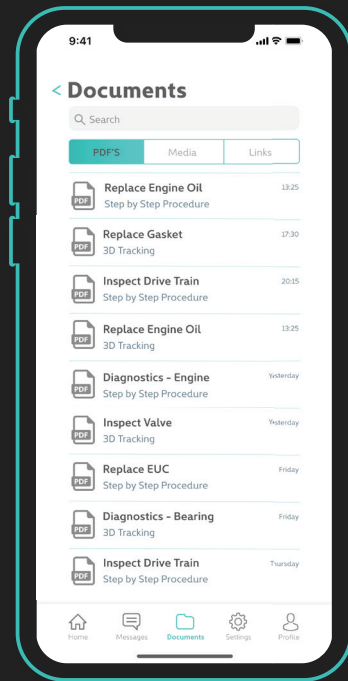 9:41
< Documents
Search
PDF'S Media Links
PDF Replace Engine Oil 13:25
Step by Step Procedure
PDF Replace Gasket 17:30
3D Tracking
PDF Inspect Drive Train 20:15
Step by Step Procedure
PDF Replace Engine Oil 13:25
3D Tracking
PDF Diagnostics - Engine Yesterday
Step by Step Procedure
PDF Inspect Valve Yesterday
3D Tracking
PDF Replace EUC Friday
Step by Step Procedure
PDF Diagnostics - Bearing Friday
3D Tracking
PDF Inspect Drive Train Thursday
Step by Step Procedure
Home Messages Documents Settings Profile